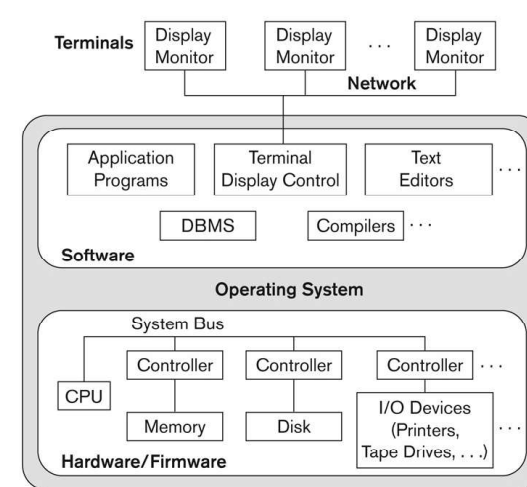 Terminals
Display
Monitor
Display
Monitor
. . .
Display
Monitor
Network
Application
Programs
Terminal
Display Control
Text
Editors
. . .
DBMS
Compilers
. . .
Software
Operating System
System Bus
CPU
Controller
Controller
Controller
. . .
Memory
Disk
I/O Devices
(Printers,
Tape Drives, . . .)
. . .
Hardware/Firmware